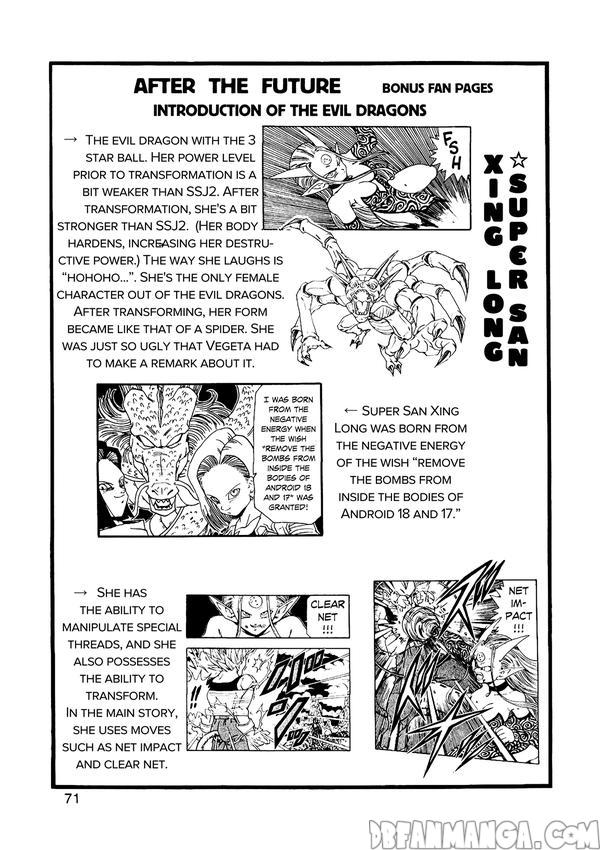 AFTER THE FUTURE BONUS FAN PAGES
INTRODUCTION OF THE EVIL DRAGONS
→ THE EVIL DRAGON WITH THE 3
STAR BALL. HER POWER LEVEL
PRIOR TO TRANSFORMATION IS A
BIT WEAKER THAN SSJ2. AFTER
TRANSFORMATION, SHE'S A BIT
STRONGER THAN SSJ2. (HER BODY
HARDENS, INCREASING HER DESTRU-
CTIVE POWER.) THE WAY SHE LAUGHS IS
"HOHOHO...". SHE'S THE ONLY FEMALE
CHARACTER OUT OF THE EVIL DRAGONS.
AFTER TRANSFORMING, HER FORM
BECAME LIKE THAT OF A SPIDER. SHE
WAS JUST SO UGLY THAT VEGETA HAD
TO MAKE A REMARK ABOUT IT.
FSH
☆SUPER SAN
XING LONG
I WAS BORN
FROM THE
NEGATIVE
ENERGY WHEN
THE WISH
"REMOVE THE
BOMBS FROM
INSIDE THE
BODIES OF
ANDROID 18
AND 17" WAS
GRANTED!
← SUPER SAN XING
LONG WAS BORN FROM
THE NEGATIVE ENERGY
OF THE WISH "REMOVE
THE BOMBS FROM
INSIDE THE BODIES OF
ANDROID 18 AND 17."
→ SHE HAS
THE ABILITY TO
MANIPULATE SPECIAL
THREADS, AND SHE
ALSO POSSESSES
THE ABILITY TO
TRANSFORM.
IN THE MAIN STORY,
SHE USES MOVES
SUCH AS NET IMPACT
AND CLEAR NET.
CLEAR
NET
!!!
NET
IM-
PACT
!!!
71
DBFANMANGA.COM